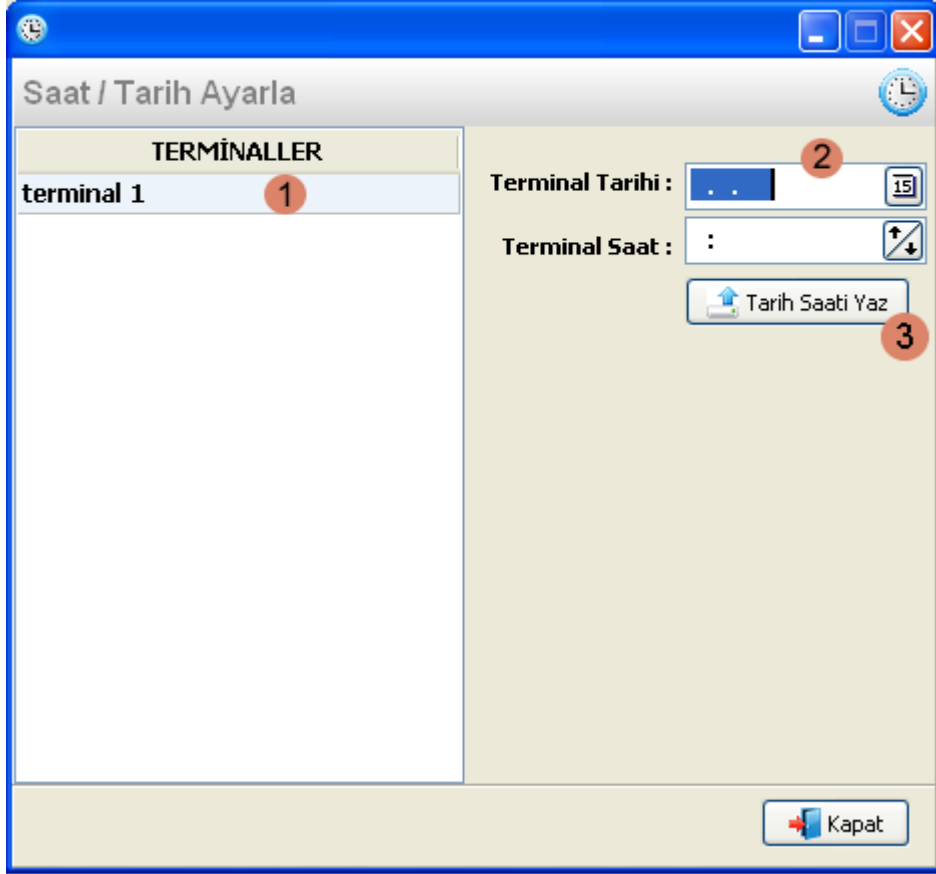 Saat / Tarih Ayarla
TERMİNALLER
terminal 1
1
2
Terminal Tarihi :
. .
15
Terminal Saat :
:
Tarih Saati Yaz
3
Kapat